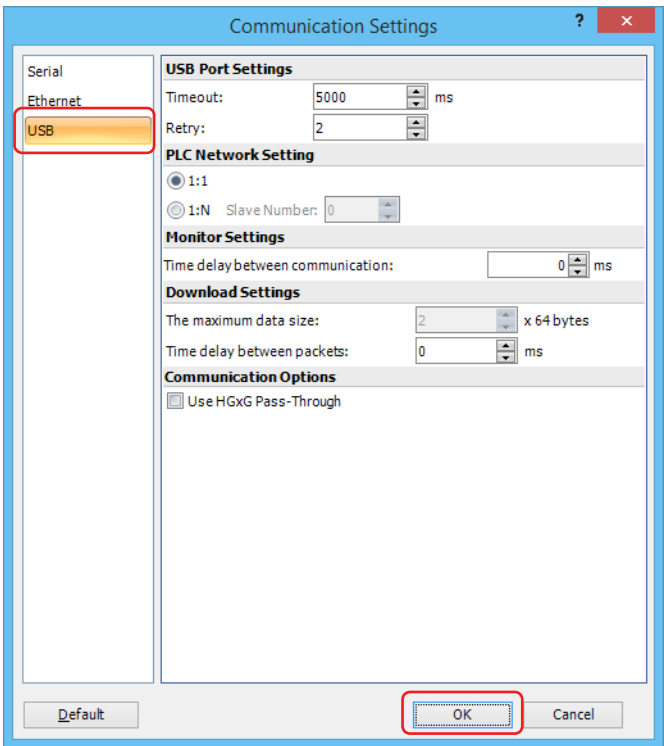 Communication Settings
?
×
Serial
Ethernet
USB
USB Port Settings
Timeout: 5000 ms
Retry: 2
PLC Network Setting
1:1
1:N Slave Number: 0
Monitor Settings
Time delay between communication: 0 ms
Download Settings
The maximum data size: 2 x 64 bytes
Time delay between packets: 0 ms
Communication Options
Use HGxG Pass-Through
Default
OK
Cancel